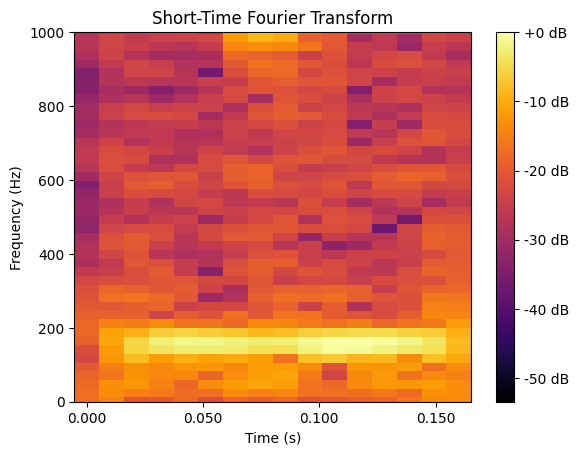 Short-Time Fourier Transform
1000
800
600
400
200
0
Frequency (Hz)
0.000
0.050
0.100
0.150
Time (s)
+0 dB
-10 dB
-20 dB
-30 dB
-40 dB
-50 dB